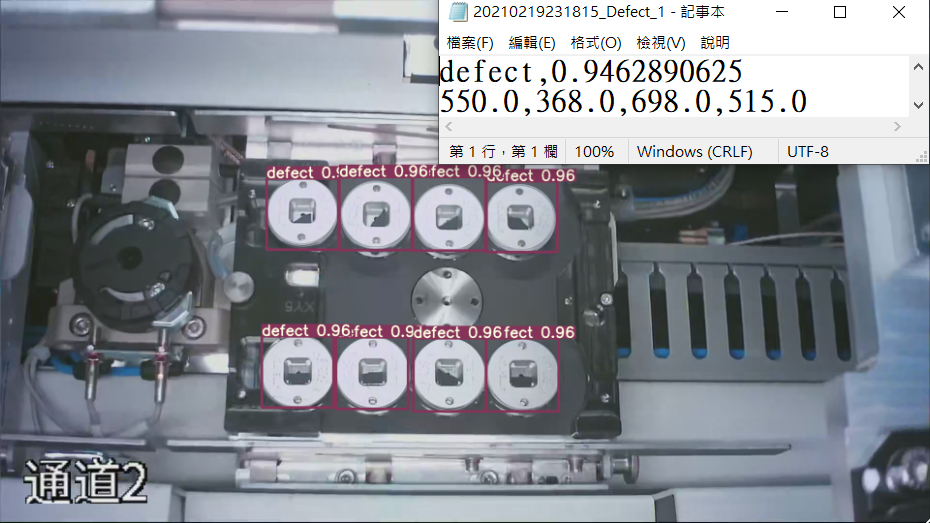 20210219231815_Defect_1 - 記事本
檔案(F) 編輯(E) 格式(O) 檢視(V) 說明
defect,0.9462890625
550.0,368.0,698.0,515.0
第 1 行，第 1 欄 100% Windows (CRLF) UTF-8
defect 0.9 defect 0.96 fect 0.96 defect 0.96
XY5
defect 0.96 fect 0.9 defect 0.96 fect 0.96
通道2